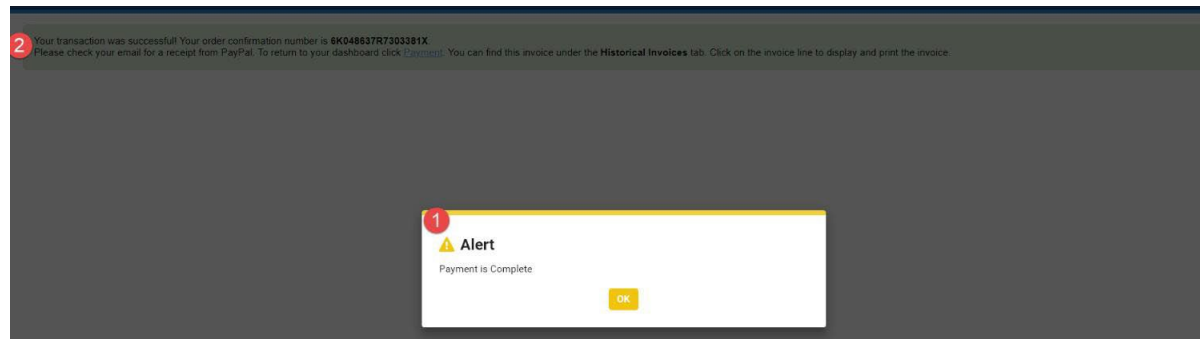 2
Your transaction was successful! Your order confirmation number is 6K048637R7303381X.
Please check your email for a receipt from PayPal. To return to your dashboard click Payment. You can find this invoice under the Historical Invoices tab. Click on the invoice line to display and print the invoice.
1
Alert
Payment is Complete
OK